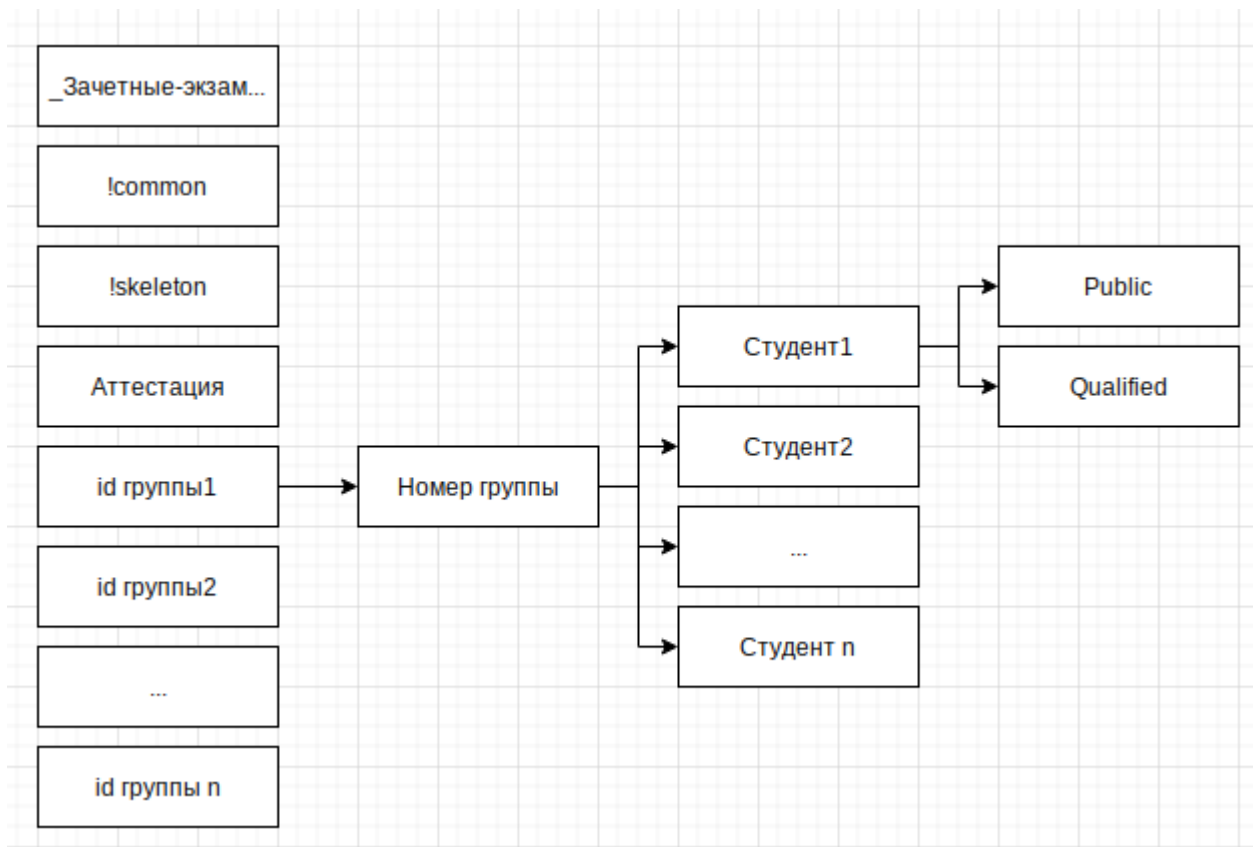 _Зачетные-экзам...
!common
!skeleton
Аттестация
id группы1
id группы2
...
id группы n
Номер группы
Студент1
Студент2
...
Студент n
Public
Qualified